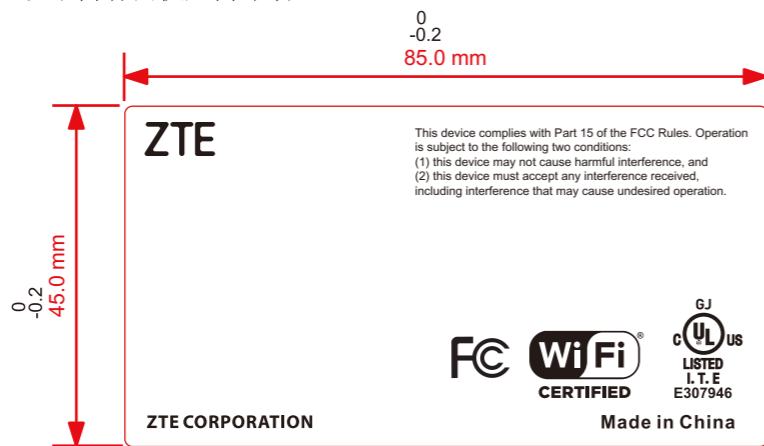 0
-0.2
85.0 mm
0
-0.2
45.0 mm
ZTE
This device complies with Part 15 of the FCC Rules. Operation
is subject to the following two conditions:
(1) this device may not cause harmful interference, and
(2) this device must accept any interference received,
including interference that may cause undesired operation.
FC
Wi Fi®
CERTIFIED
GJ
C UL US
LISTED
I.T.E
E307946
ZTE CORPORATION
Made in China